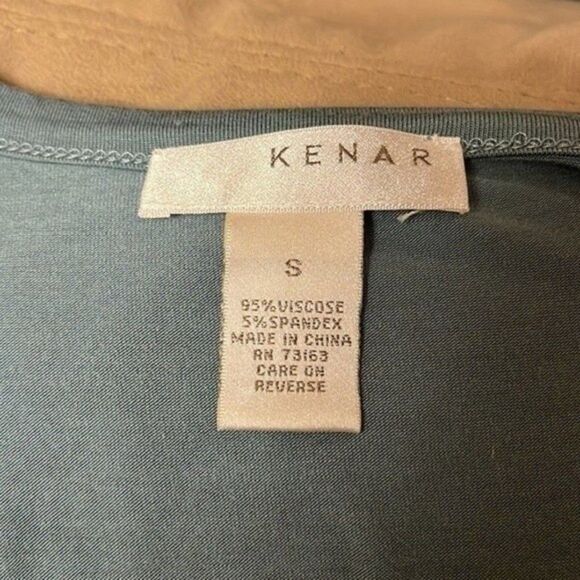 KENAR
S
95% VISCOSE
5% SPANDEX
MADE IN CHINA
RN 73163
CARE ON
REVERSE